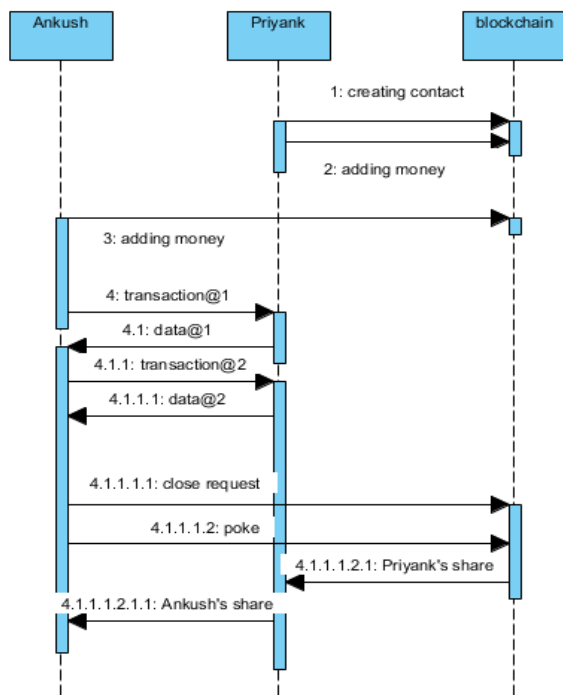 Ankush
Priyank
blockchain
1: creating contact
2: adding money
3: adding money
4: transaction@1
4.1: data@1
4.1.1: transaction@2
4.1.1.1: data@2
4.1.1.1.1: close request
4.1.1.1.2: poke
4.1.1.1.2.1: Priyank's share
4.1.1.1.2.1.1: Ankush's share